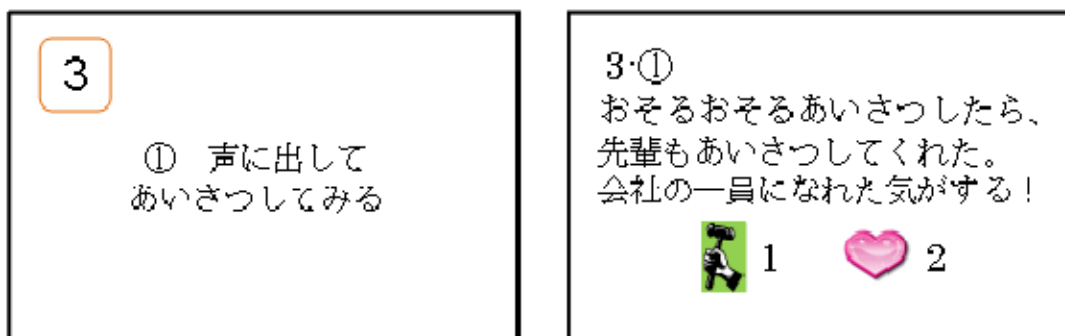 3
① 声に出して
あいさつしてみる
3・①
おそるおそるあいさつしたら、
先輩もあいさつしてくれた。
会社の一員になれた気がする!
1 2